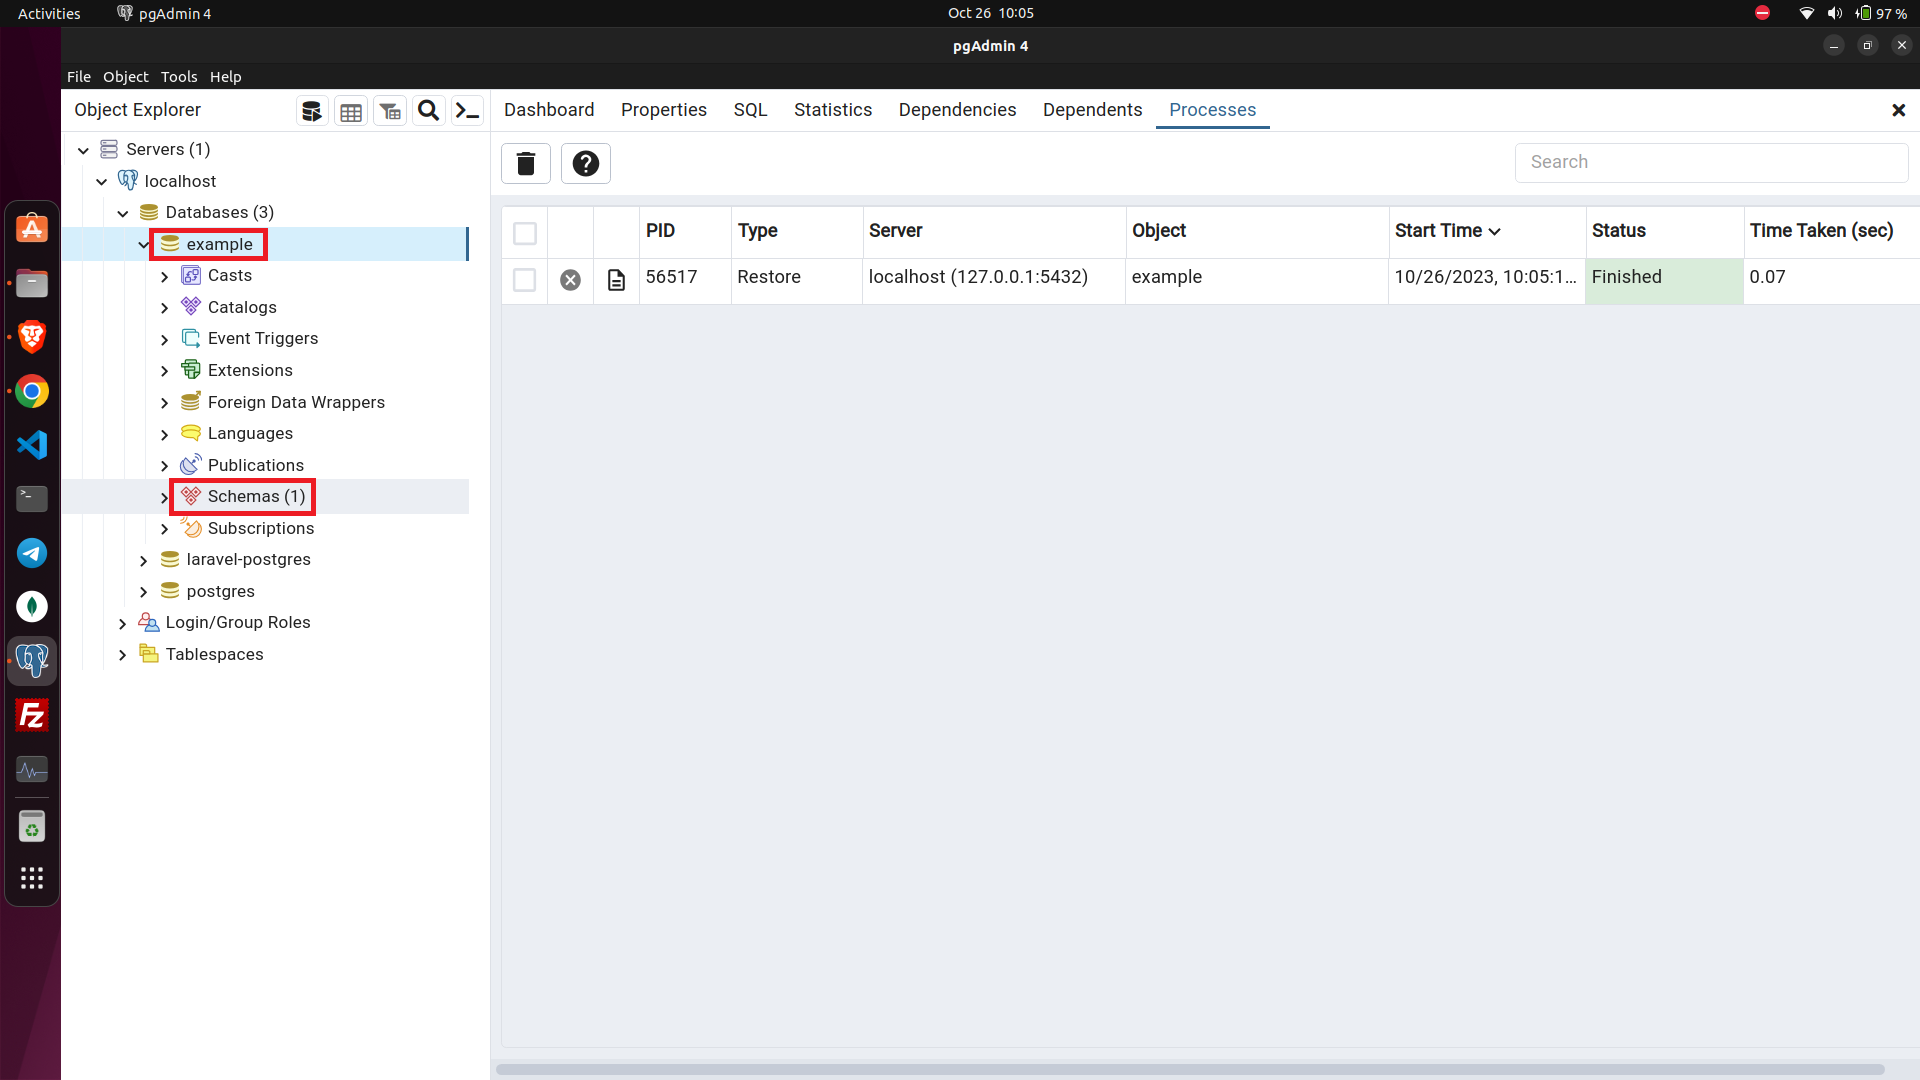 Activities pgAdmin 4 Oct 26 10:05 97 %
pgAdmin 4
File Object Tools Help
Object Explorer Dashboard Properties SQL Statistics Dependencies Dependents Processes
Servers (1)
Search
localhost
Databases (3)
example
Casts
Catalogs
Event Triggers
Extensions
Foreign Data Wrappers
Languages
Publications
Schemas (1)
Subscriptions
laravel-postgres
postgres
Login/Group Roles
Tablespaces
PID Type Server Object Start Time Status Time Taken (sec)
56517 Restore localhost (127.0.0.1:5432) example 10/26/2023, 10:05:1... Finished 0.07